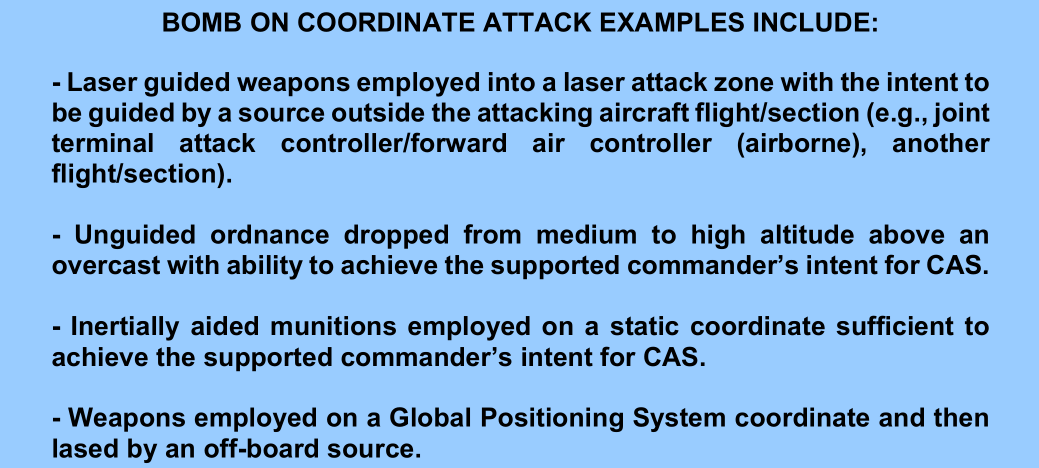 BOMB ON COORDINATE ATTACK EXAMPLES INCLUDE:
- Laser guided weapons employed into a laser attack zone with the intent to
be guided by a source outside the attacking aircraft flight/section (e.g., joint
terminal attack controller/forward air controller (airborne), another
flight/section).
- Unguided ordnance dropped from medium to high altitude above an
overcast with ability to achieve the supported commander’s intent for CAS.
- Inertially aided munitions employed on a static coordinate sufficient to
achieve the supported commander’s intent for CAS.
- Weapons employed on a Global Positioning System coordinate and then
lased by an off-board source.